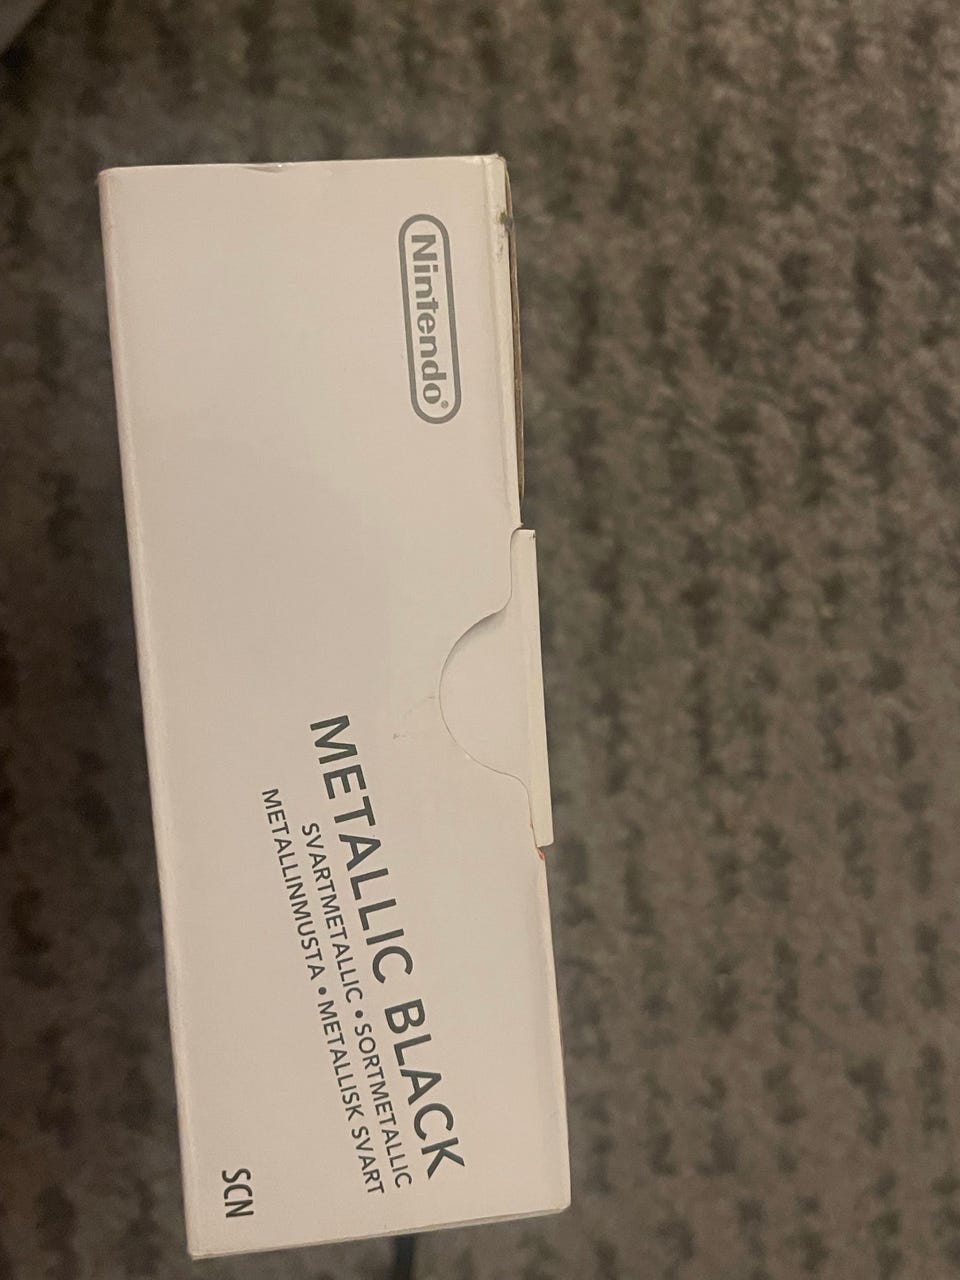 Nintendo®
METALLIC BLACK
SVARTMETALLIC • SORTMETALLIC
METALLINMUSTA • METALLISK SVART
SCN